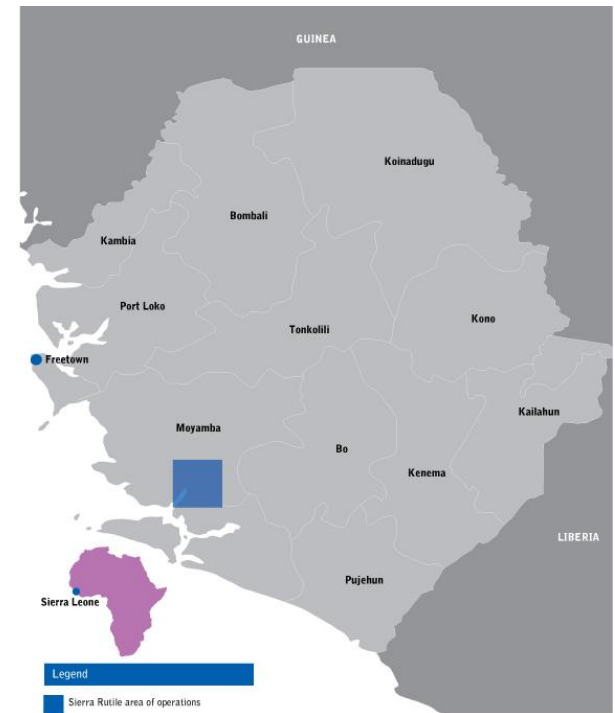 GUINEA
Koinadugu
Bombali
Kambia
Port Loko
Kono
Tonkolili
Freetown
Kailahun
Moyamba
Bo
Kenema
LIBERIA
Pujehun
Sierra Leone
Legend
Sierra Rutile area of operations